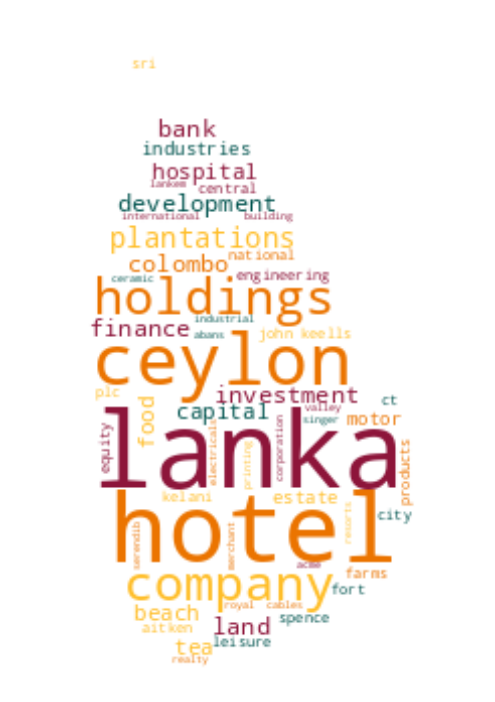 sri
bank
industries
hospital
lankem
central
development
international
building
plantations
national
colombo
ceramic
engineering
holdings
industrial
finance
abans
john keells
ceylon
plc
investment
ct
food
capital
valley
singer
motor
equity
lanka
electricals
printing
corporation
products
kelani
estate
hotel
resorts
city
serendib
merchant
acme
farms
company
fort
royal
cables
beach
spence
aitken
land
leisure
tea
realty